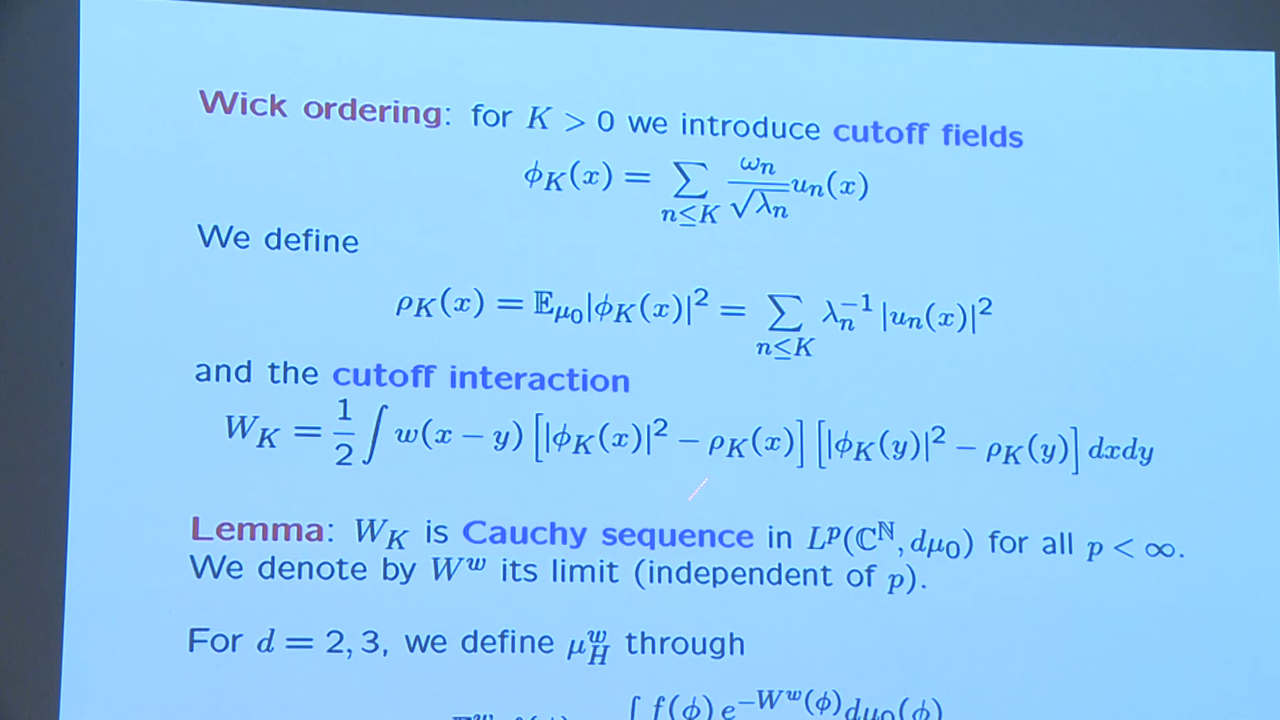 Wick ordering: for K > 0 we introduce cutoff fields
ϕ_K(x) = ∑_{n≤K} ω_n/√λ_n u_n(x)
We define
ρ_K(x) = 𝔼_{μ_0}|ϕ_K(x)|^2 = ∑_{n≤K} λ_n^{-1} |u_n(x)|^2
and the cutoff interaction
W_K = 1/2 ∫ w(x − y) [|ϕ_K(x)|^2 − ρ_K(x)] [|ϕ_K(y)|^2 − ρ_K(y)] dxdy
Lemma: W_K is Cauchy sequence in L^p(ℂ^ℕ, dμ_0) for all p < ∞.
We denote by W^w its limit (independent of p).
For d = 2, 3, we define μ_H^w through
∫ f(ϕ) e^{−W^w(ϕ)} dμ_0(ϕ)